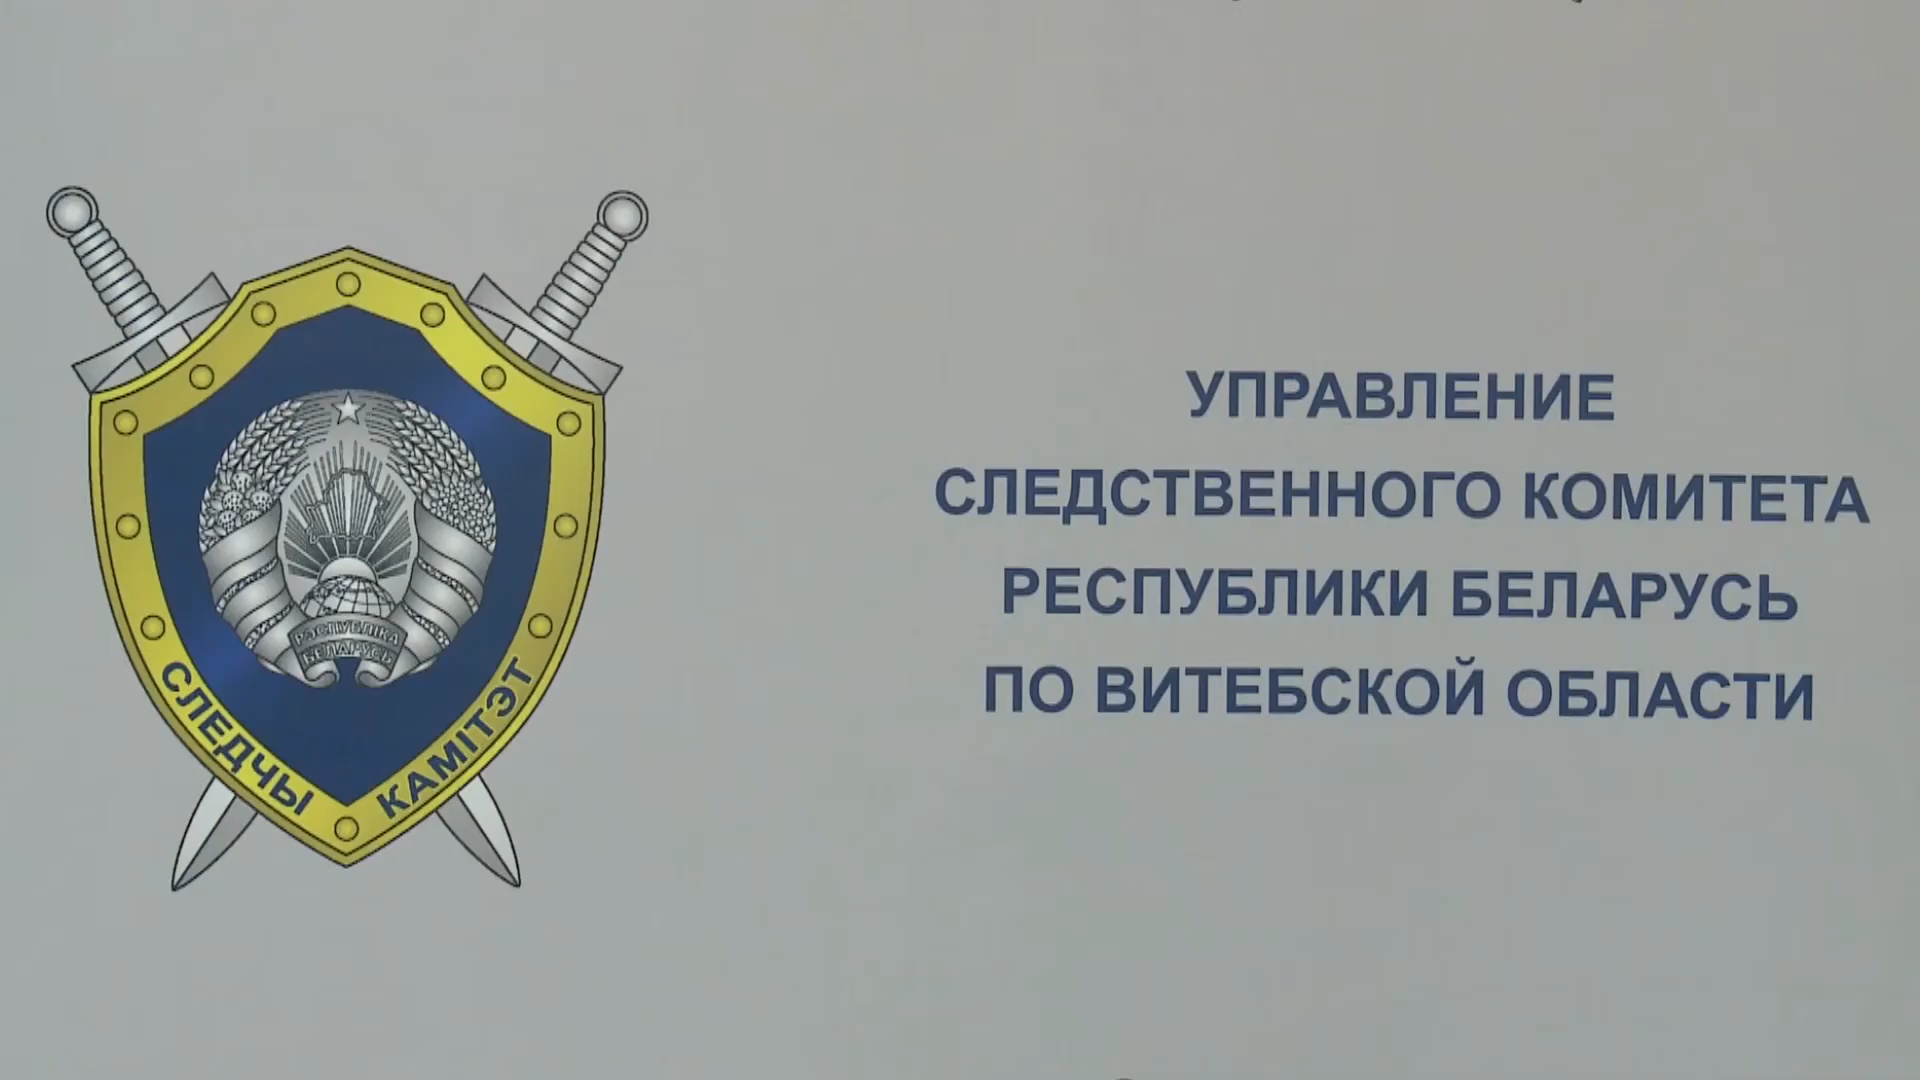 УПРАВЛЕНИЕ
СЛЕДСТВЕННОГО КОМИТЕТА
РЕСПУБЛИКИ БЕЛАРУСЬ
ПО ВИТЕБСКОЙ ОБЛАСТИ
РЭСПУБЛІКА
БЕЛАРУСЬ
СЛЕДЧЫ КАМІТЭТ